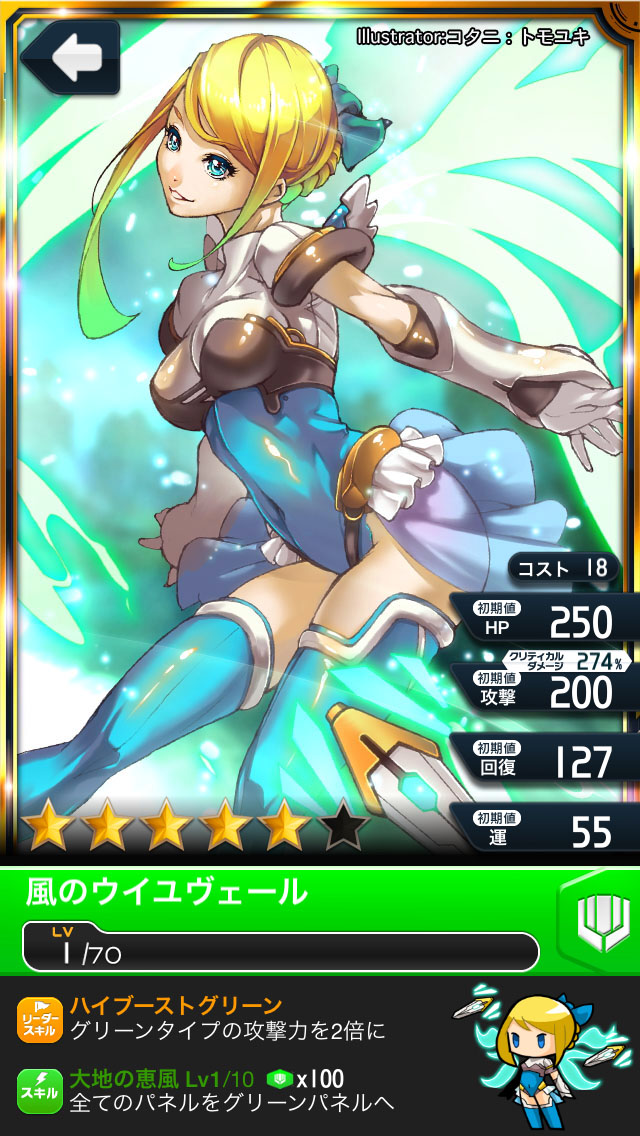 Illustrator:コタニ:トモユキ
コスト 18
初期値
HP 250
クリティカル
ダメージ 274%
初期値
攻撃 200
初期値
回復 127
初期値
運 55
風のウイユヴェール
LV
1/70
リーダー
スキル
ハイブーストグリーン
グリーンタイプの攻撃力を2倍に
スキル
大地の恵風 Lv1/10 x100
全てのパネルをグリーンパネルへ